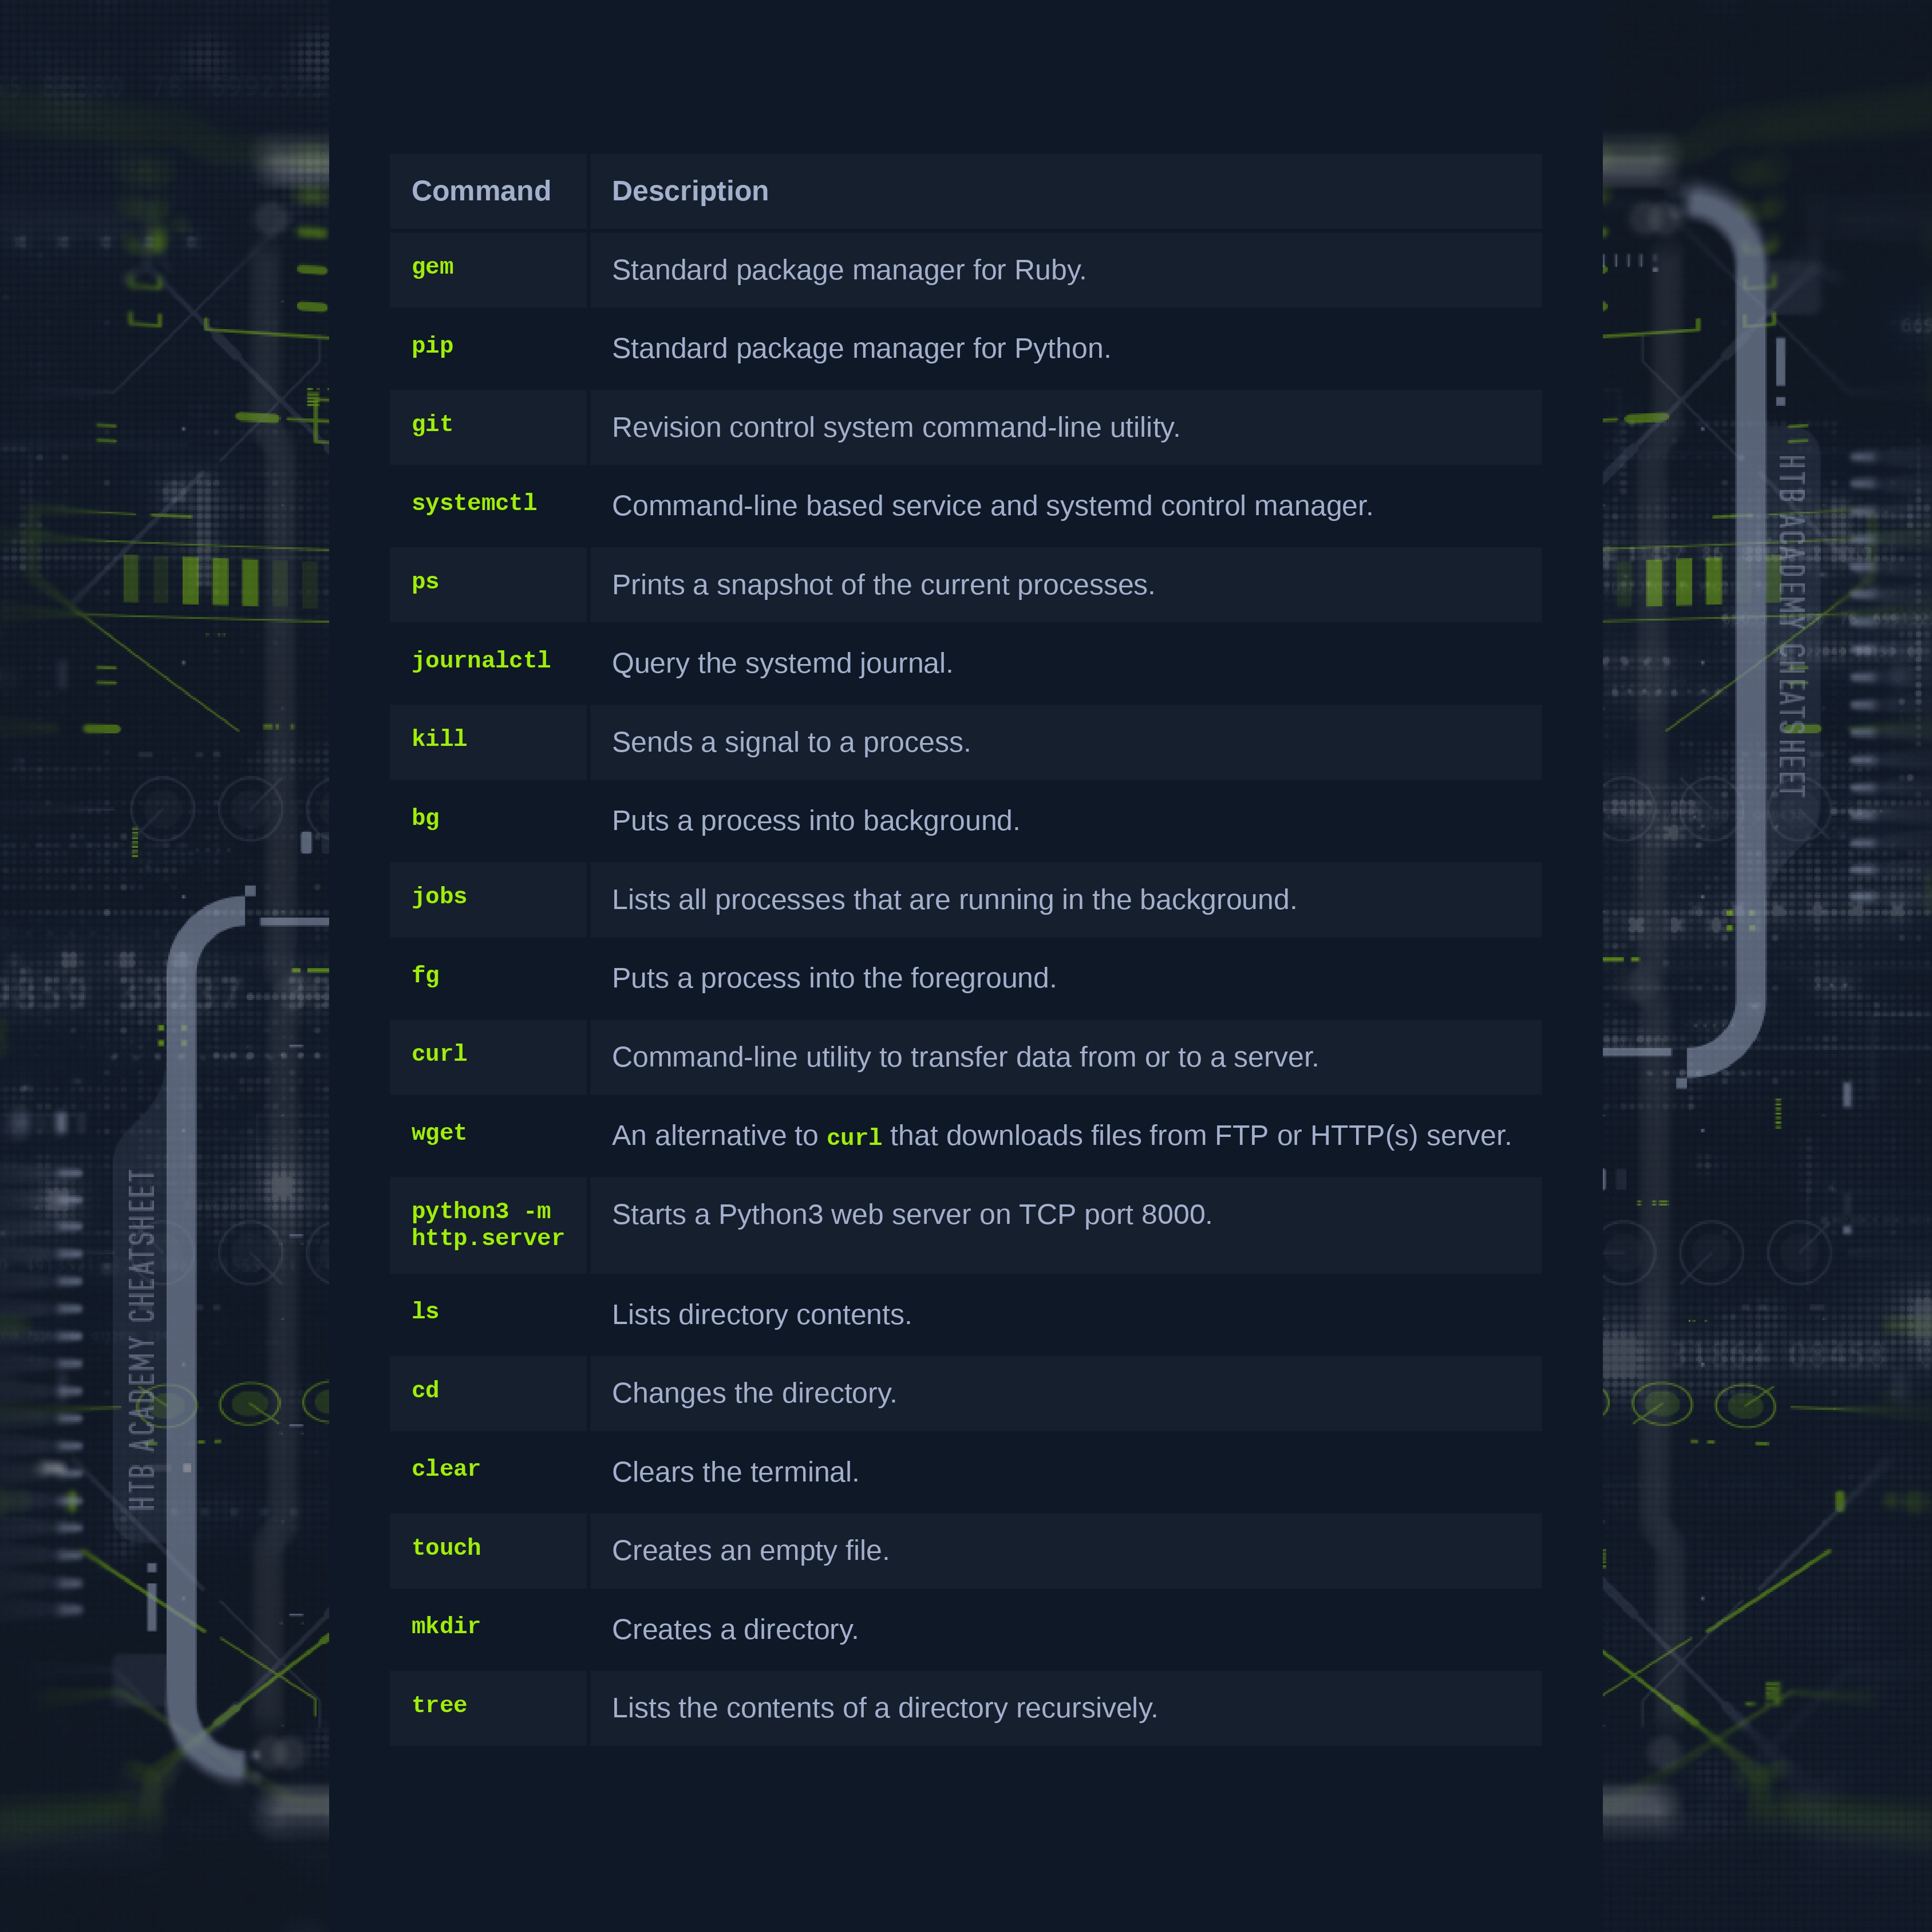 Command Description
gem Standard package manager for Ruby.
pip Standard package manager for Python.
git Revision control system command-line utility.
systemctl Command-line based service and systemd control manager.
ps Prints a snapshot of the current processes.
journalctl Query the systemd journal.
kill Sends a signal to a process.
bg Puts a process into background.
jobs Lists all processes that are running in the background.
fg Puts a process into the foreground.
curl Command-line utility to transfer data from or to a server.
wget An alternative to curl that downloads files from FTP or HTTP(s) server.
python3 -m Starts a Python3 web server on TCP port 8000.
http.server
ls Lists directory contents.
cd Changes the directory.
clear Clears the terminal.
touch Creates an empty file.
mkdir Creates a directory.
tree Lists the contents of a directory recursively.
HTB ACADEMY CHEATSHEET
HTB ACADEMY CHEATSHEET